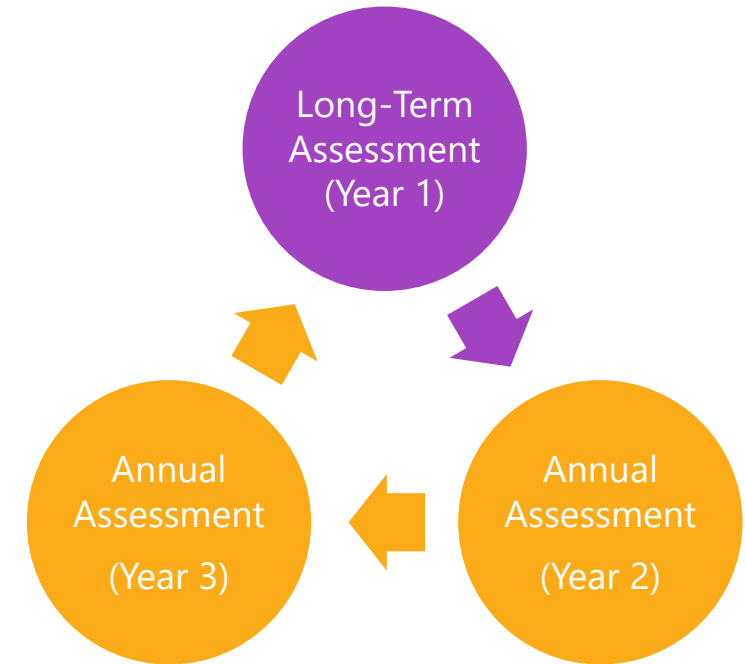 Long-Term
Assessment
(Year 1)
Annual
Assessment
(Year 2)
Annual
Assessment
(Year 3)